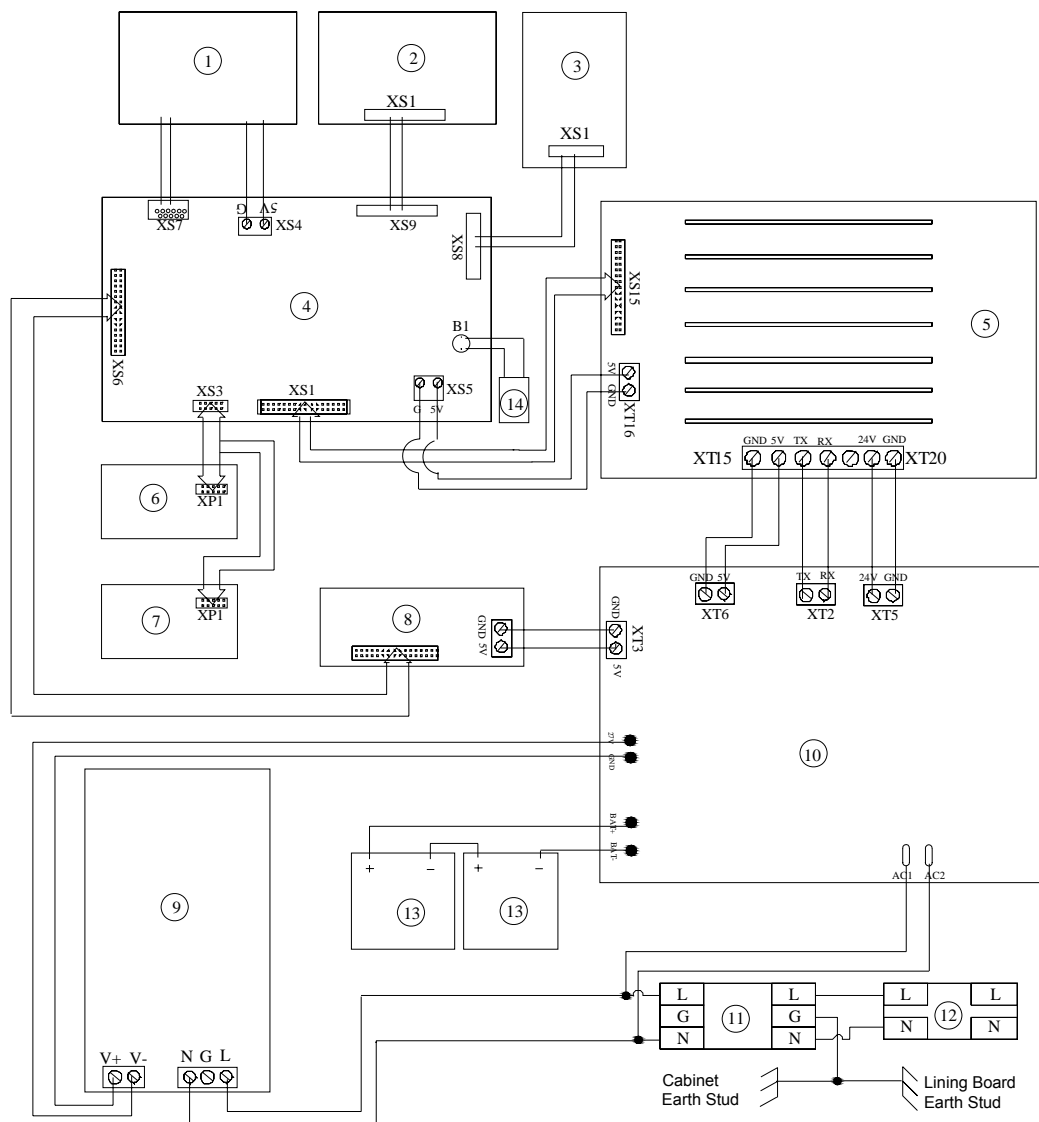 1
2
3
XS1
XS1
XS7
G
5V
XS4
XS9
XS8
XS6
4
B1
14
XS15
5V
GND
XT16
5
XS3
XS1
G
5V
XS5
XT15
GND
5V
TX
RX
24V
GND
XT20
6
XP1
7
XP1
8
GND
5V
GND
XT3
5V
GND
5V
XT6
TX
RX
XT2
24V
GND
XT5
27V
GND
10
BAT+
BAT-
AC1
AC2
+
−
+
−
13
13
9
V+
V-
N
G
L
L
G
N
11
L
G
N
L
N
12
L
N
Cabinet
Earth Stud
Lining Board
Earth Stud